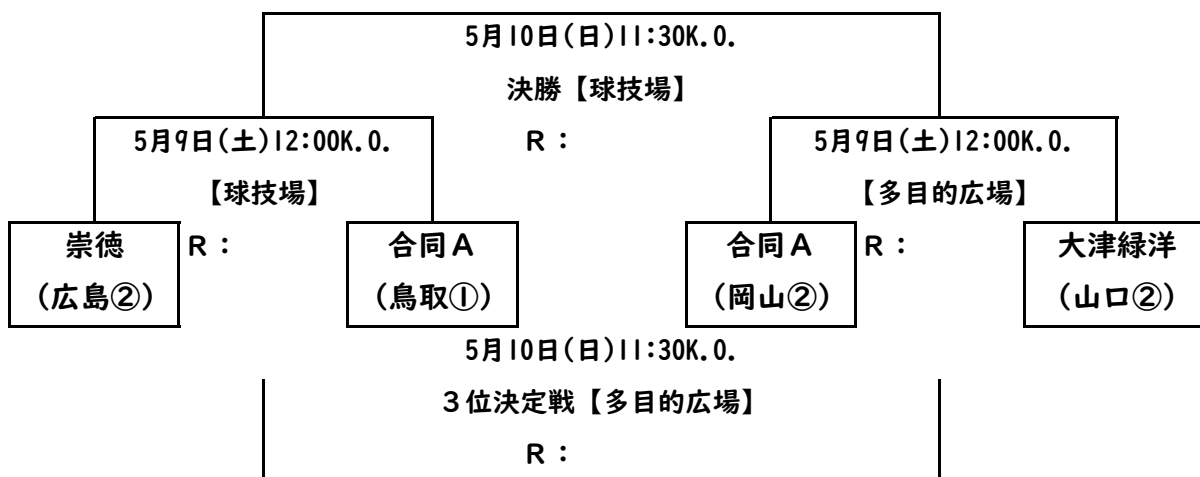 5月10日(日)11:30K.O.
決勝【球技場】
R：
5月9日(土)12:00K.O.
【球技場】
R：
5月9日(土)12:00K.O.
【多目的広場】
R：
崇徳
(広島②)
合同A
(鳥取①)
合同A
(岡山②)
大津緑洋
(山口②)
5月10日(日)11:30K.O.
３位決定戦【多目的広場】
R：